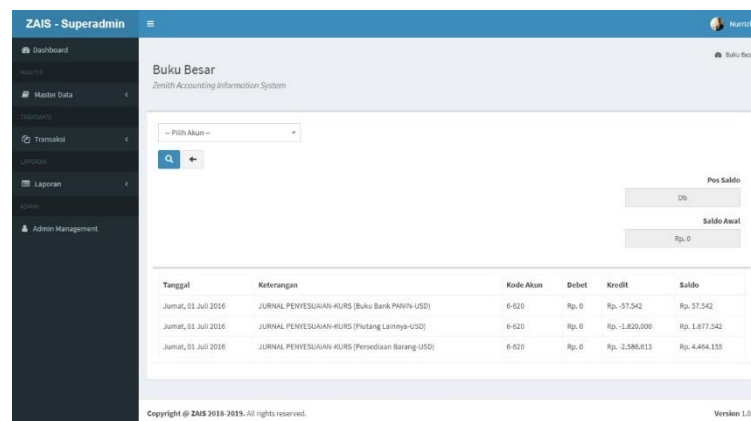 ZAIS - Superadmin
Dashboard
MASTER
Master Data
TRANSAKSI
Transaksi
LAPORAN
Laporan
ADMIN
Admin Management
Buku Besar
Zenith Accounting Information System
-- Pilih Akun --
Pos Saldo
Db
Saldo Awal
Rp. 0
Tanggal Keterangan Kode Akun Debet Kredit Saldo
Jumat, 01 Juli 2016 JURNAL PENYESUAIAN-KURS (Buku Bank PANIN-USD) 6-620 Rp. 0 Rp. -57.542 Rp. 57.542
Jumat, 01 Juli 2016 JURNAL PENYESUAIAN-KURS (Piutang Lainnya-USD) 6-620 Rp. 0 Rp. -1.820.000 Rp. 1.877.542
Jumat, 01 Juli 2016 JURNAL PENYESUAIAN-KURS (Persediaan Barang-USD) 6-620 Rp. 0 Rp. -2.586.613 Rp. 4.464.155
Copyright @ ZAIS 2018-2019. All rights reserved.
Version 1.0